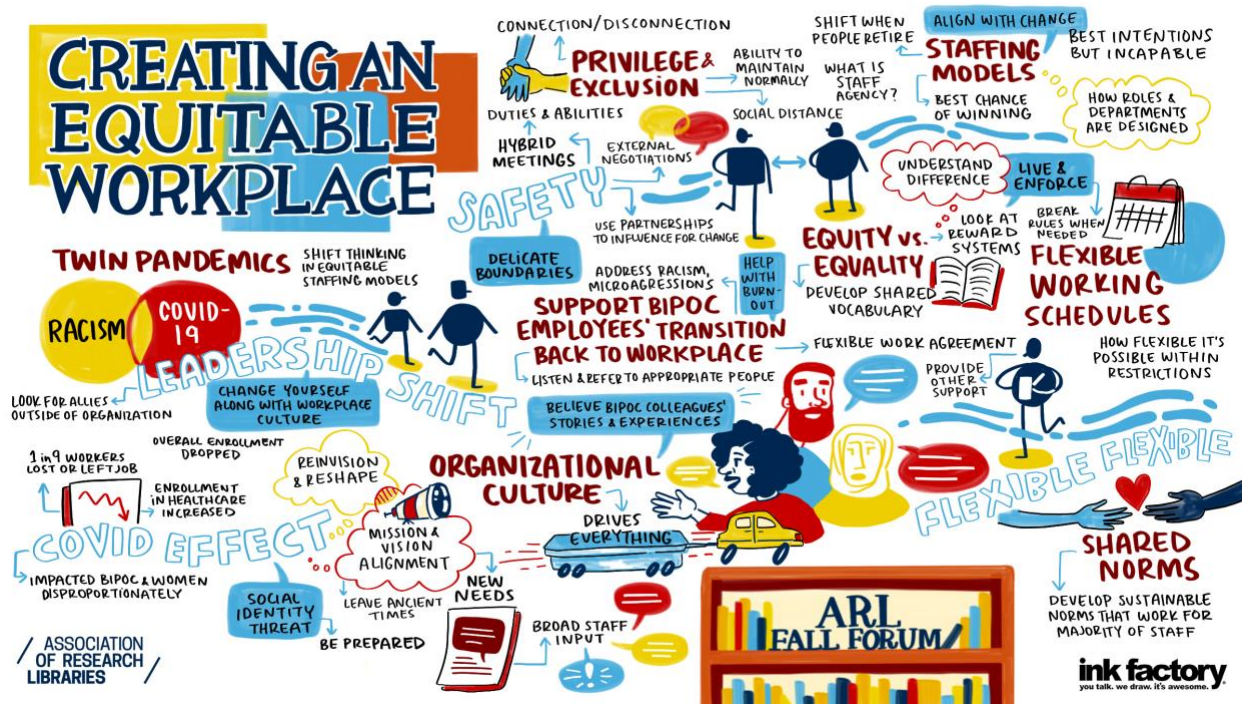 CREATING AN
EQUITABLE
WORKPLACE
CONNECTION/DISCONNECTION
PRIVILEGE &
EXCLUSION
ABILITY TO
MAINTAIN
NORMALLY
SOCIAL DISTANCE
DUTIES & ABILITIES
HYBRID
MEETINGS
EXTERNAL
NEGOTIATIONS
SAFETY
USE PARTNERSHIPS
TO INFLUENCE FOR CHANGE
DELICATE
BOUNDARIES
SHIFT WHEN
PEOPLE RETIRE
ALIGN WITH CHANGE
STAFFING
MODELS
BEST INTENTIONS
BUT INCAPABLE
WHAT IS
STAFF
AGENCY?
BEST CHANCE
OF WINNING
HOW ROLES &
DEPARTMENTS
ARE DESIGNED
UNDERSTAND
DIFFERENCE
LIVE &
ENFORCE
EQUITY VS.
EQUALITY
LOOK AT
REWARD
SYSTEMS
DEVELOP SHARED
VOCABULARY
BREAK
RULES WHEN
NEEDED
FLEXIBLE
WORKING
SCHEDULES
HOW FLEXIBLE IT'S
POSSIBLE WITHIN
RESTRICTIONS
TWIN PANDEMICS
SHIFT THINKING
IN EQUITABLE
STAFFING MODELS
RACISM
COVID-
19
LEADERSHIP
SHIFT
LOOK FOR ALLIES
OUTSIDE OF ORGANIZATION
CHANGE YOURSELF
ALONG WITH WORKPLACE
CULTURE
ADDRESS RACISM,
MICROAGRESSIONS
HELP
WITH
BURN-
OUT
SUPPORT BIPOC
EMPLOYEES' TRANSITION
BACK TO WORKPLACE
FLEXIBLE WORK AGREEMENT
LISTEN & REFER TO APPROPRIATE PEOPLE
PROVIDE
OTHER
SUPPORT
BELIEVE BIPOC COLLEAGUES'
STORIES & EXPERIENCES
FLEXIBLE FLEXIBLE
1 in 9 WORKERS
LOST OR LEFT JOB
OVERALL ENROLLMENT
DROPPED
ENROLLMENT
IN HEALTHCARE
INCREASED
COVID EFFECT
IMPACTED BIPOC & WOMEN
DISPROPORTIONATELY
REINVISION
& RESHAPE
MISSION &
VISION
ALIGNMENT
SOCIAL
IDENTITY
THREAT
LEAVE ANCIENT
TIMES
BE PREPARED
ORGANIZATIONAL
CULTURE
DRIVES
EVERYTHING
NEW
NEEDS
BROAD STAFF
INPUT
SHARED
NORMS
DEVELOP SUSTAINABLE
NORMS THAT WORK FOR
MAJORITY OF STAFF
ARL
FALL FORUM
ASSOCIATION
OF RESEARCH
LIBRARIES
ink factory
you talk. we draw. it's awesome.